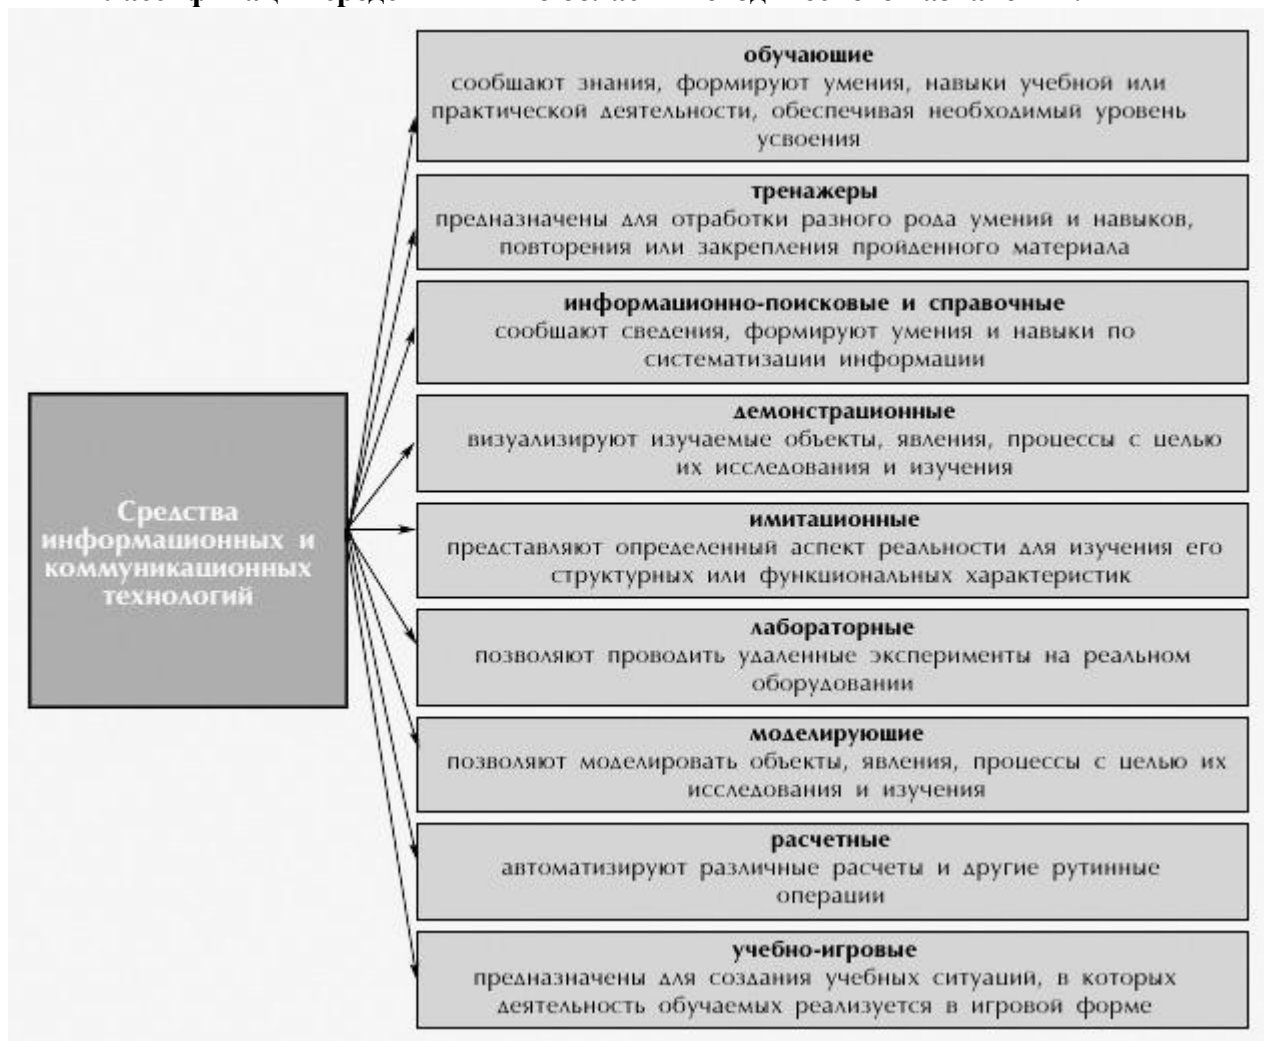 обучающие
сообщают знания, формируют умения, навыки учебной или
практической деятельности, обеспечивая необходимый уровень
усвоения
тренажеры
предназначены для отработки разного рода умений и навыков,
повторения или закрепления пройденного материала
информационно-поисковые и справочные
сообщают сведения, формируют умения и навыки по
систематизации информации
демонстрационные
визуализируют изучаемые объекты, явления, процессы с целью
их исследования и изучения
Средства
информационных и
коммуникационных
технологий
имитационные
представляют определенный аспект реальности для изучения его
структурных или функциональных характеристик
лабораторные
позволяют проводить удаленные эксперименты на реальном
оборудовании
моделирующие
позволяют моделировать объекты, явления, процессы с целью их
исследования и изучения
расчетные
автоматизируют различные расчеты и другие рутинные
операции
учебно-игровые
предназначены для создания учебных ситуаций, в которых
деятельность обучаемых реализуется в игровой форме